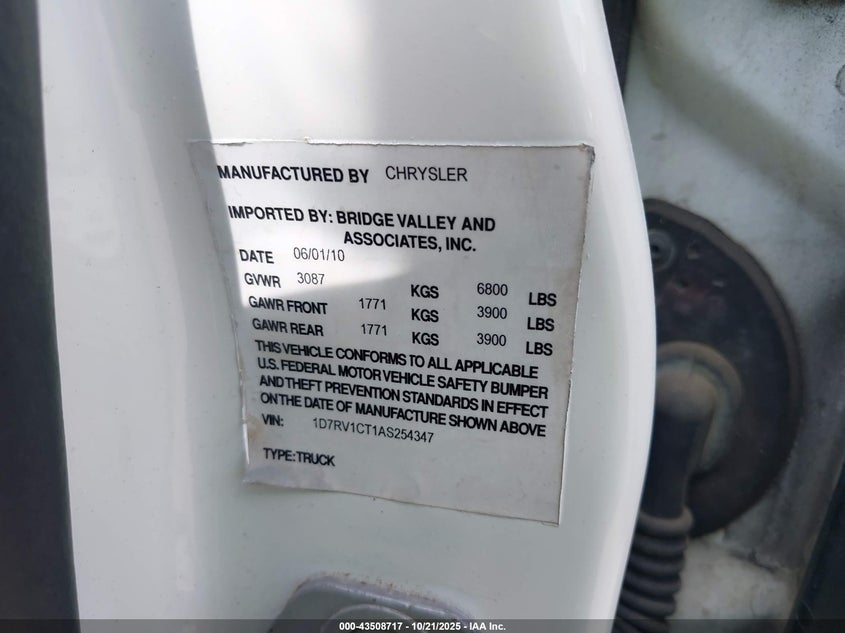 MANUFACTURED BY CHRYSLER
IMPORTED BY: BRIDGE VALLEY AND
ASSOCIATES, INC.
DATE 06/01/10
GVWR 3087 KGS 6800 LBS
GAWR FRONT 1771 KGS 3900 LBS
GAWR REAR 1771 KGS 3900 LBS
THIS VEHICLE CONFORMS TO ALL APPLICABLE
U.S. FEDERAL MOTOR VEHICLE SAFETY BUMPER
AND THEFT PREVENTION STANDARDS IN EFFECT
ON THE DATE OF MANUFACTURE SHOWN ABOVE
VIN: 1D7RV1CT1AS254347
TYPE: TRUCK
000-43508717 - 10/21/2025 - IAA Inc.